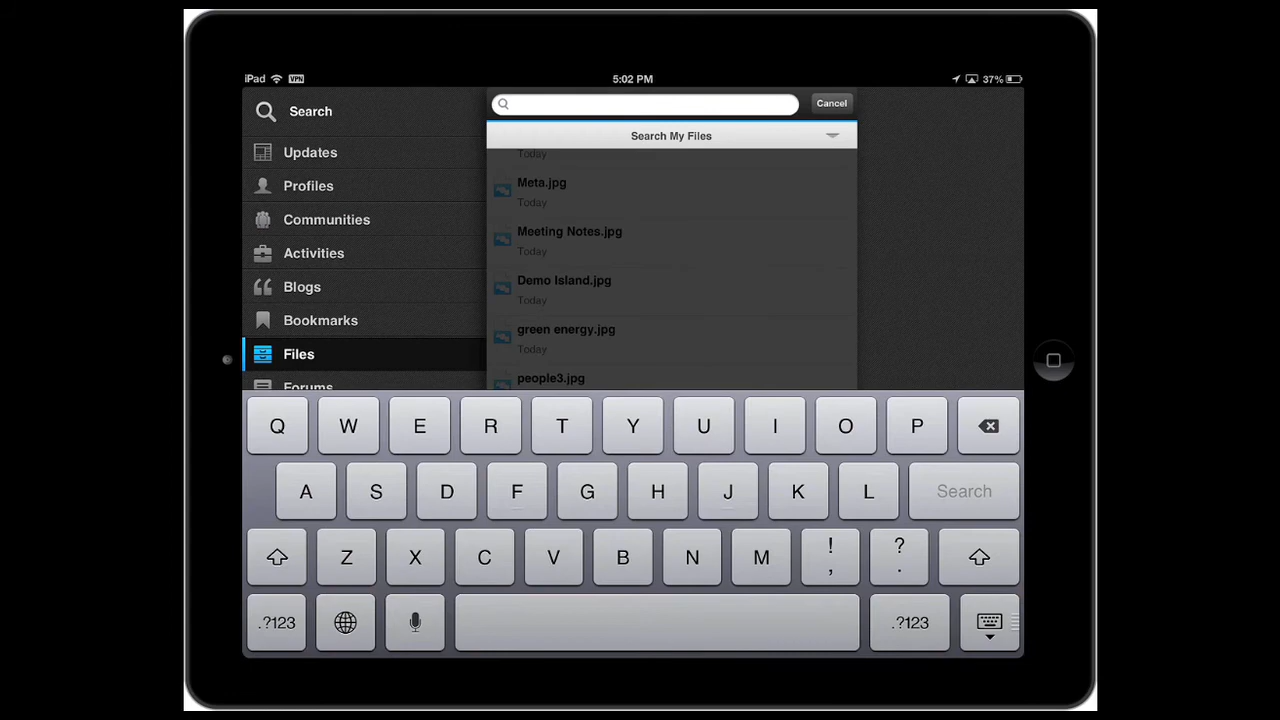 iPad VPN 5:02 PM 37%
Search
Cancel
Search My Files
Updates
Profiles
Communities
Activities
Blogs
Bookmarks
Files
Forums
Today
Meta.jpg
Today
Meeting Notes.jpg
Today
Demo Island.jpg
Today
green energy.jpg
Today
people3.jpg
Q W E R T Y U I O P
A S D F G H J K L Search
Z X C V B N M ! , ? .
.?123 .?123